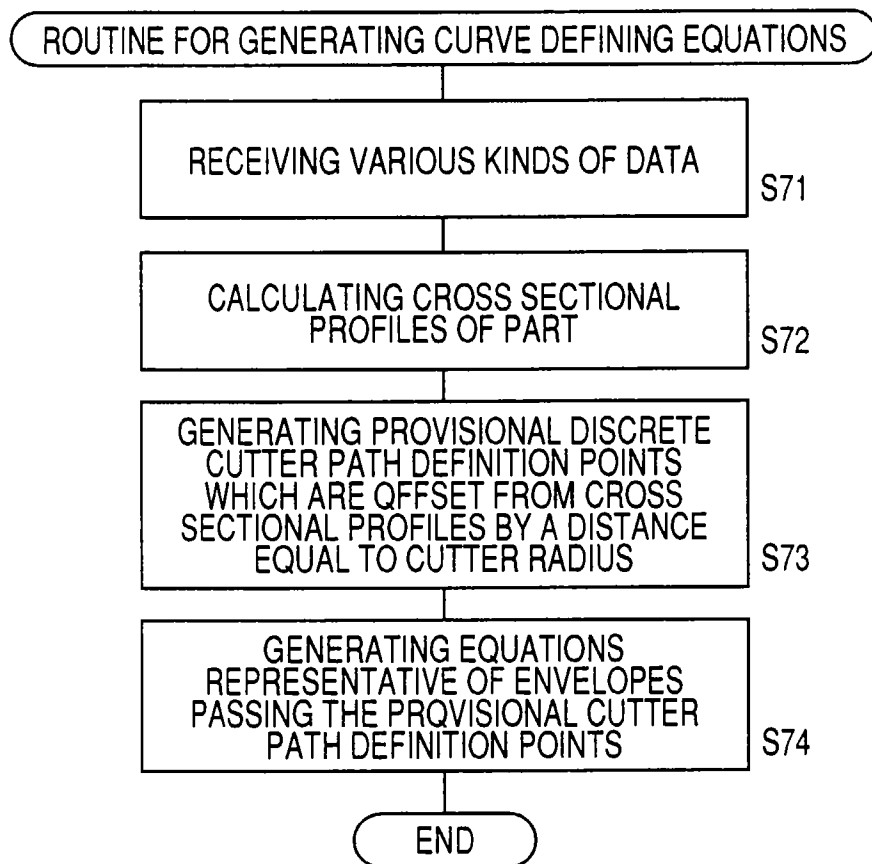 ROUTINE FOR GENERATING CURVE DEFINING EQUATIONS
RECEIVING VARIOUS KINDS OF DATA
S71
CALCULATING CROSS SECTIONAL
PROFILES OF PART
S72
GENERATING PROVISIONAL DISCRETE
CUTTER PATH DEFINITION POINTS
WHICH ARE QFFSET FROM CROSS
SECTIONAL PROFILES BY A DISTANCE
EQUAL TO CUTTER RADIUS
S73
GENERATING EQUATIONS
REPRESENTATIVE OF ENVELOPES
PASSING THE PRQVISIONAL CUTTER
PATH DEFINITION POINTS
S74
END